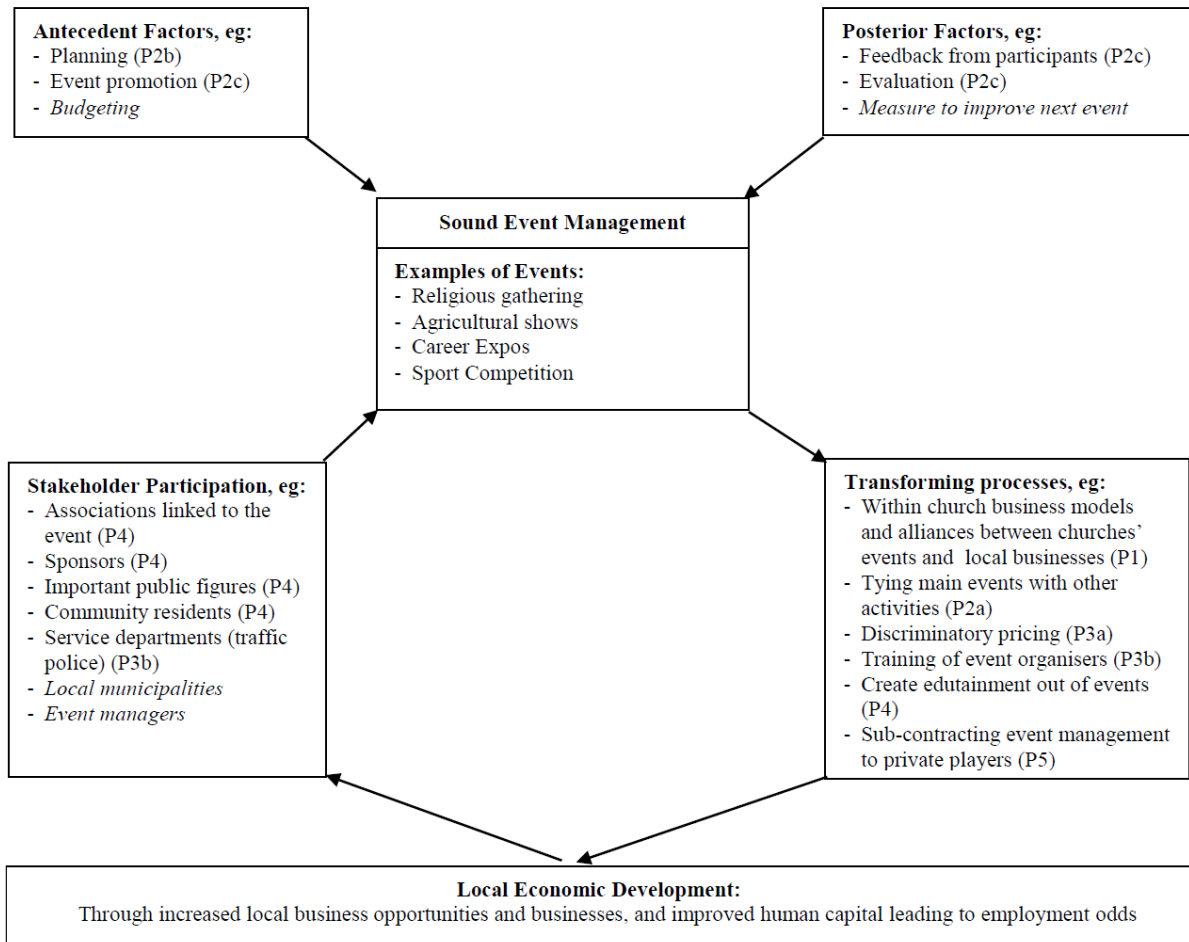 Antecedent Factors, eg:
- Planning (P2b)
- Event promotion (P2c)
- Budgeting
Posterior Factors, eg:
- Feedback from participants (P2c)
- Evaluation (P2c)
- Measure to improve next event
Sound Event Management
Examples of Events:
- Religious gathering
- Agricultural shows
- Career Expos
- Sport Competition
Stakeholder Participation, eg:
- Associations linked to the
event (P4)
- Sponsors (P4)
- Important public figures (P4)
- Community residents (P4)
- Service departments (traffic
police) (P3b)
- Local municipalities
- Event managers
Transforming processes, eg:
- Within church business models
and alliances between churches’
events and local businesses (P1)
- Tying main events with other
activities (P2a)
- Discriminatory pricing (P3a)
- Training of event organisers (P3b)
- Create edutainment out of events
(P4)
- Sub-contracting event management
to private players (P5)
Local Economic Development:
Through increased local business opportunities and businesses, and improved human capital leading to employment odds